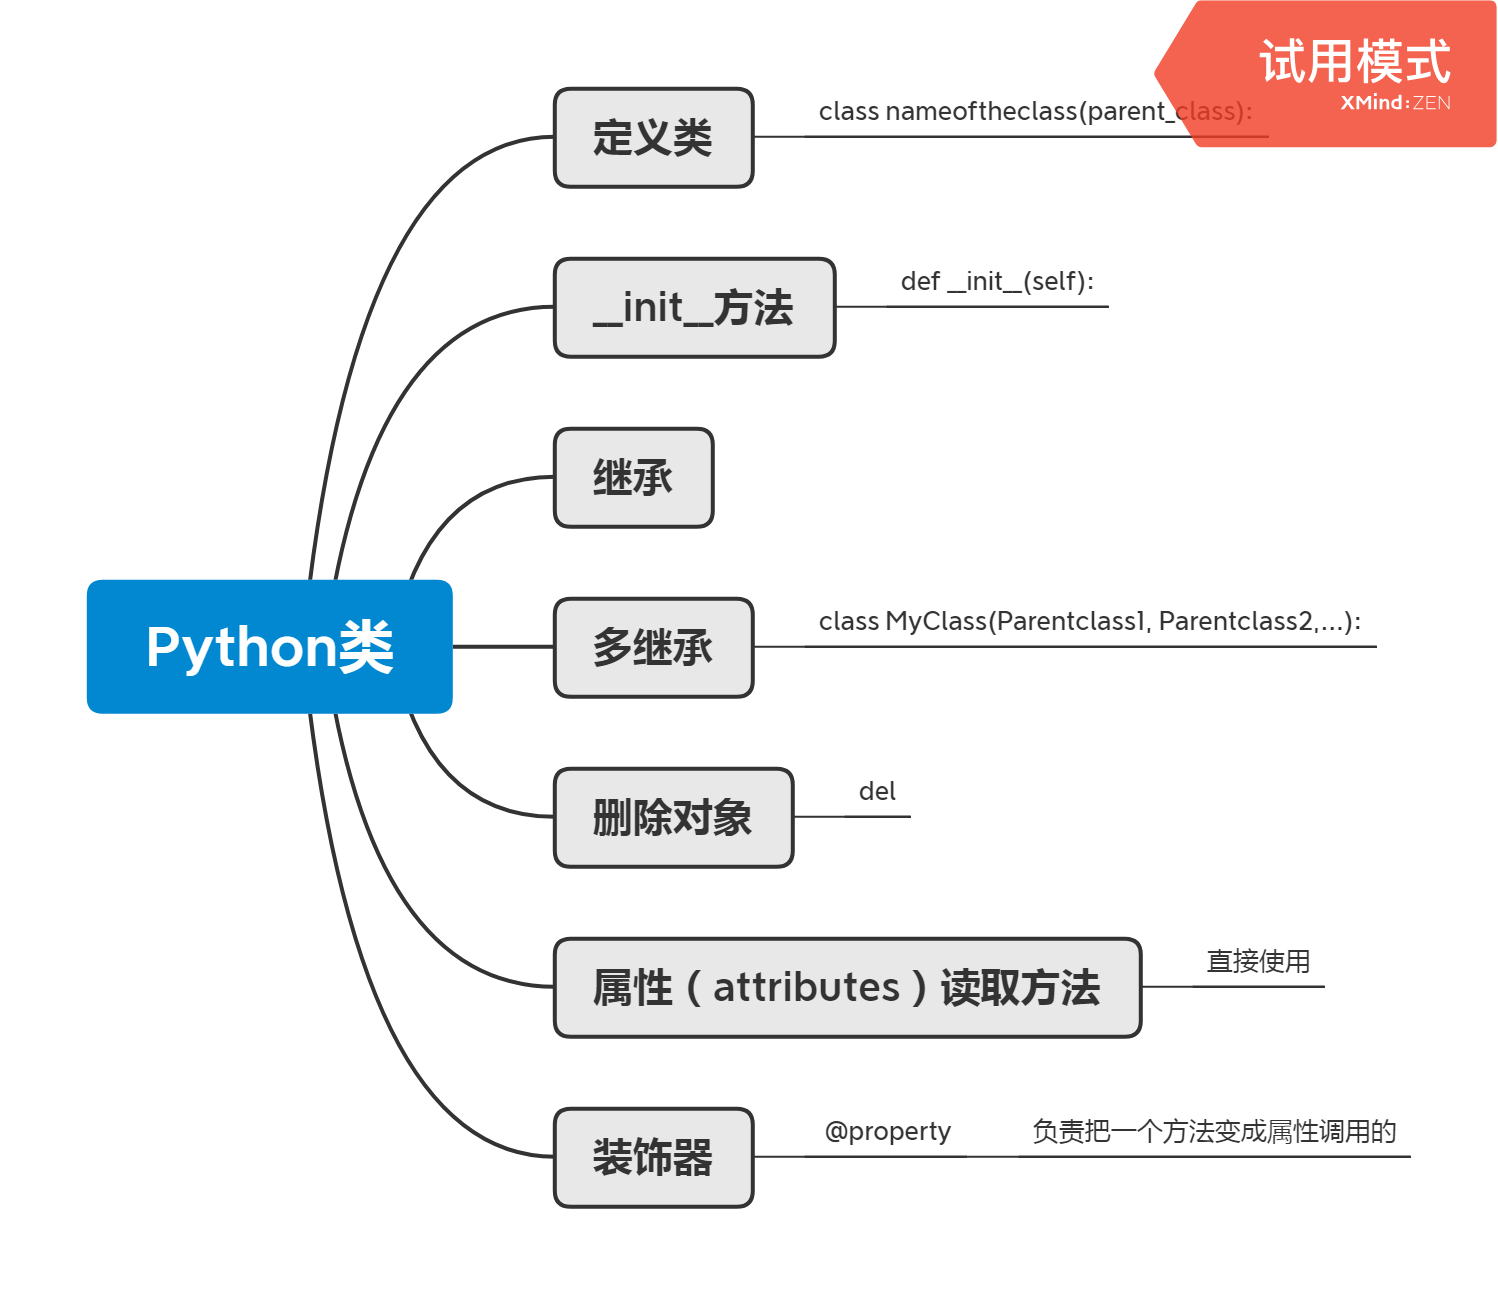 试用模式
XMind:ZEN
定义类
class nameoftheclass(parent_class):
__init__方法
def __init__(self):
继承
Python类
多继承
class MyClass(Parentclass1, Parentclass2,...):
删除对象
del
属性（attributes）读取方法
直接使用
装饰器
@property
负责把一个方法变成属性调用的